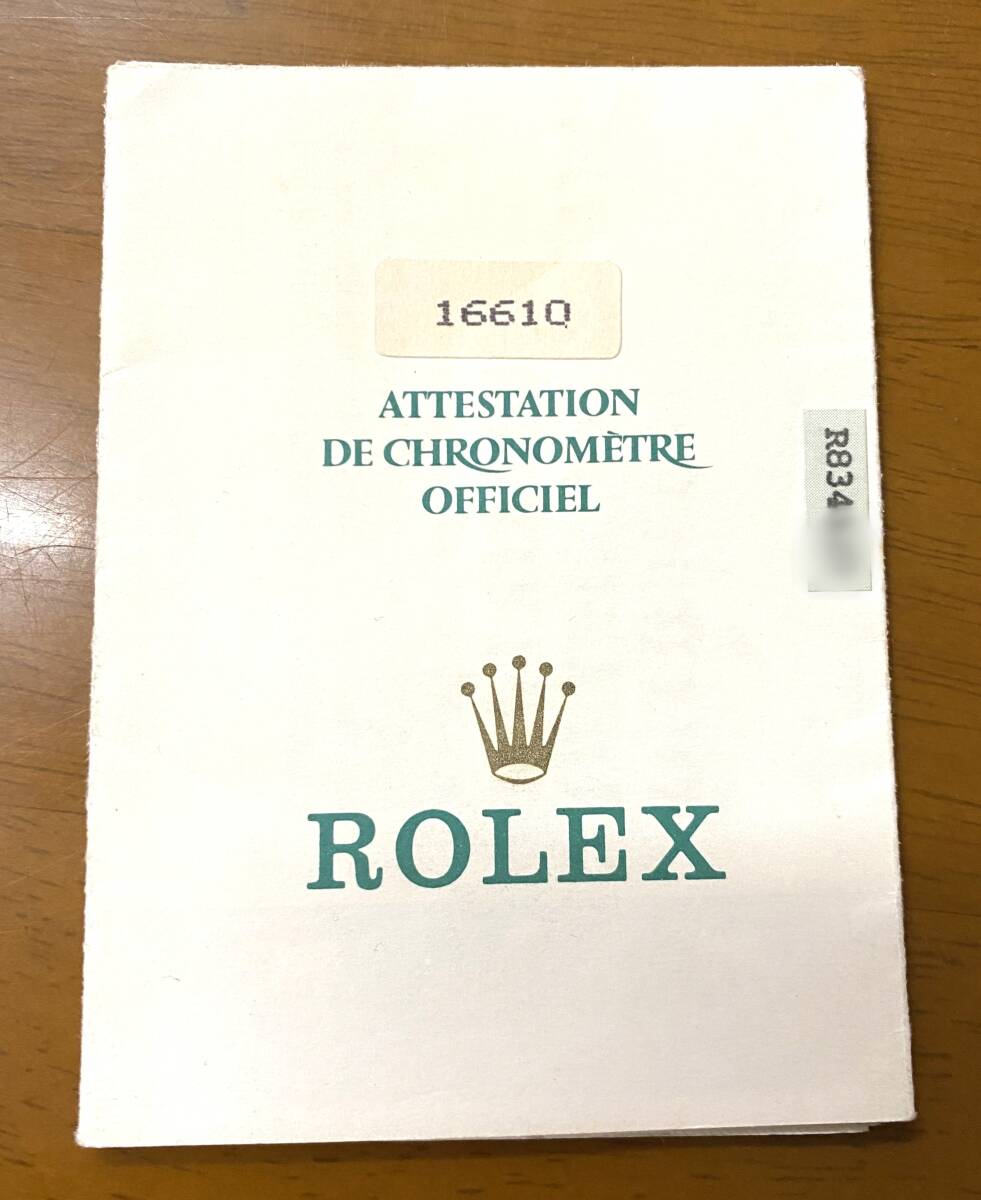 16610
ATTESTATION
DE CHRONOMÈTRE
OFFICIEL
R834
ROLEX